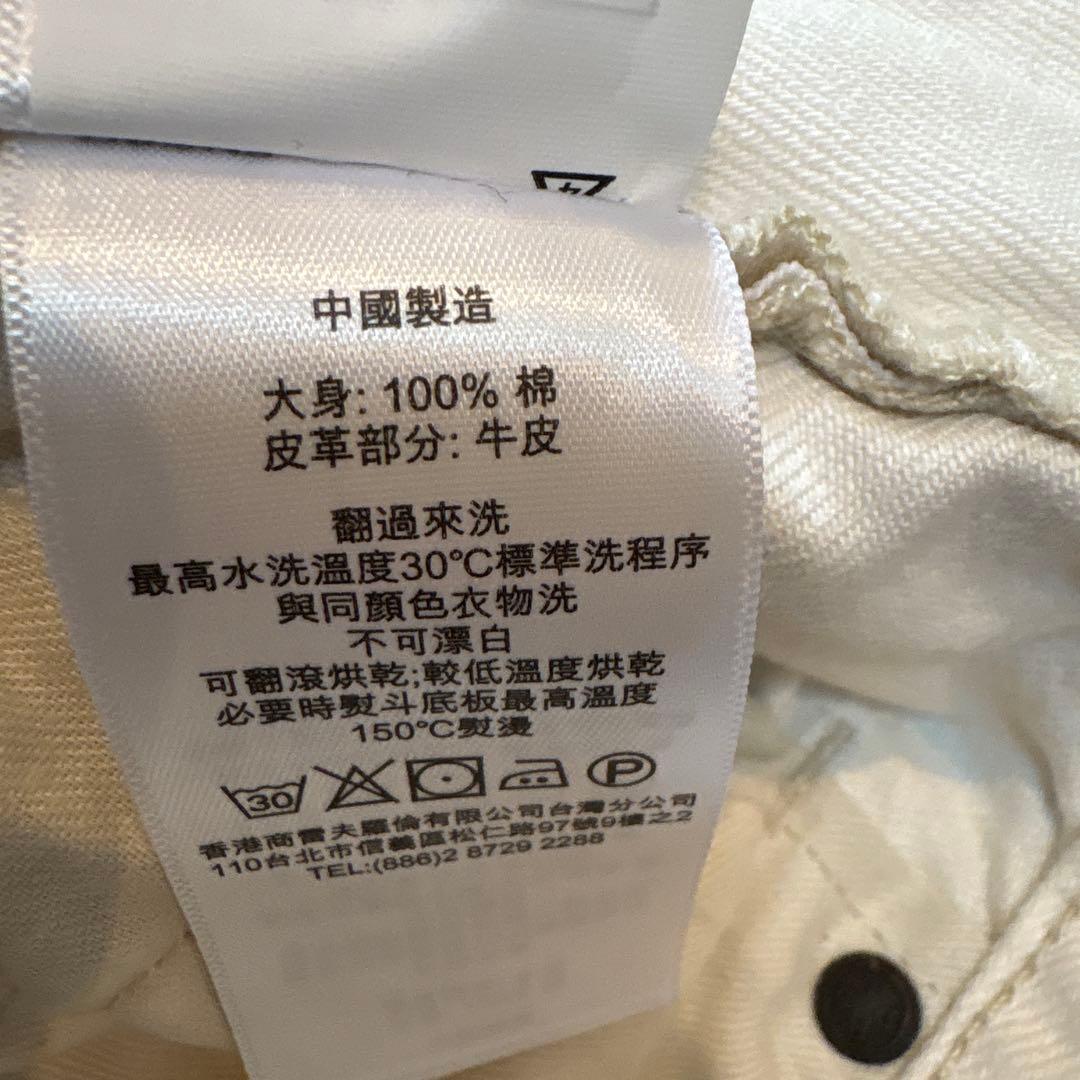 中國製造
大身: 100% 棉
皮革部分: 牛皮
翻過來洗
最高水洗溫度30℃標準洗程序
與同顏色衣物洗
不可漂白
可翻滾烘乾;較低溫度烘乾
必要時熨斗底板最高溫度
150℃熨燙
30
P
香港商雷夫羅倫有限公司台灣分公司
110台北市信義區松仁路97號9樓之2
TEL:(886)2 8729 2288